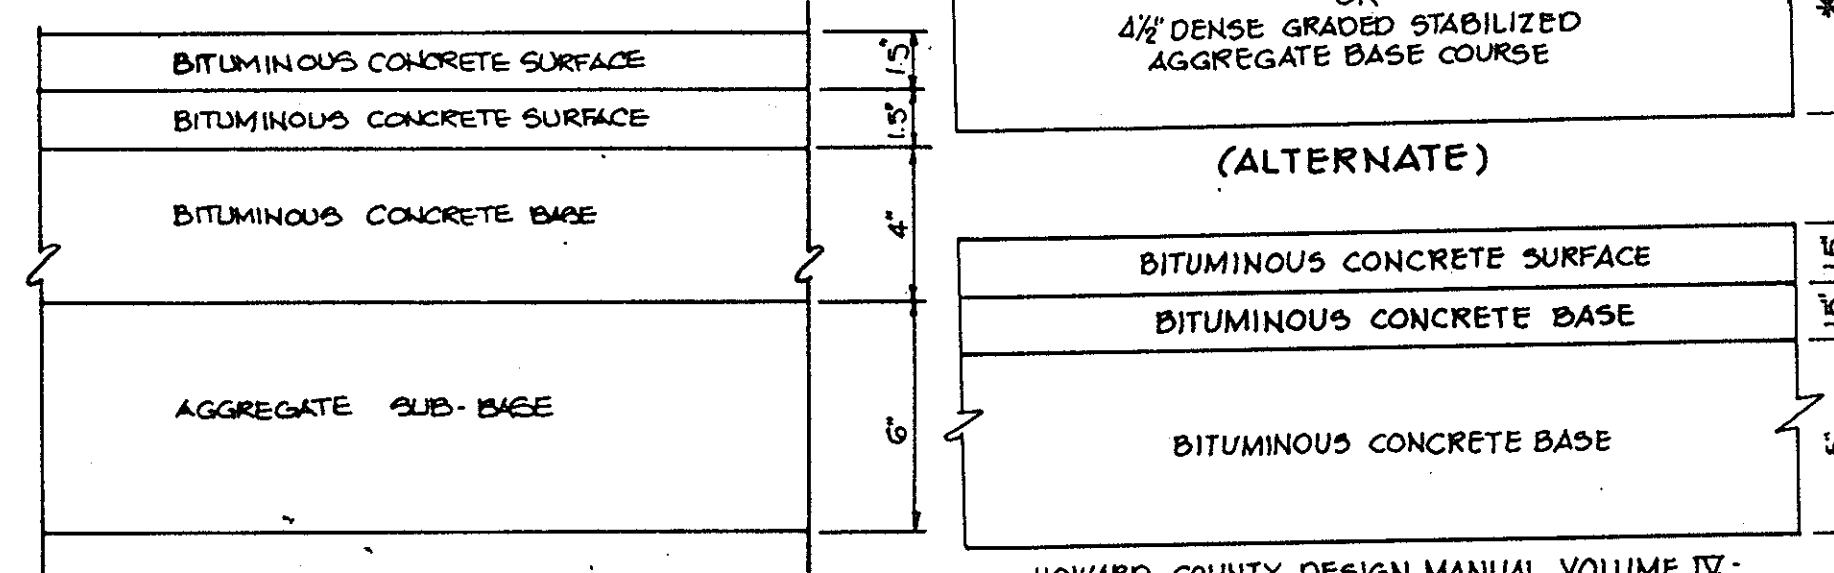 BITUMINOUS CONCRETE SURFACE
1.5"
BITUMINOUS CONCRETE SURFACE
1.5"
BITUMINOUS CONCRETE BASE
4"
AGGREGATE SUB-BASE
6"
OR
4½" DENSE GRADED STABILIZED
AGGREGATE BASE COURSE
(ALTERNATE)
BITUMINOUS CONCRETE SURFACE
BITUMINOUS CONCRETE BASE
BITUMINOUS CONCRETE BASE
HOWARD COUNTY DESIGN MANUAL VOLUME IV-